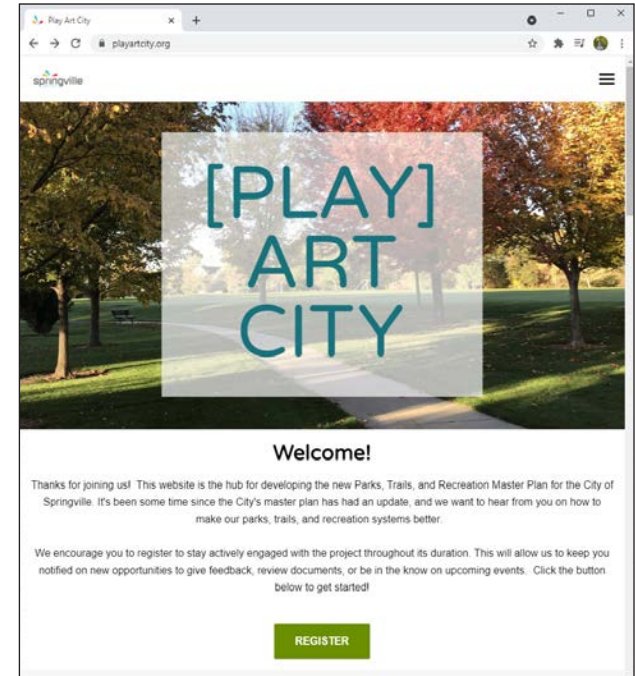 Play Art City
playartcity.org
springville
[PLAY]
ART
CITY
Welcome!
Thanks for joining us! This website is the hub for developing the new Parks, Trails, and Recreation Master Plan for the City of
Springville. It's been some time since the City's master plan has had an update, and we want to hear from you on how to
make our parks, trails, and recreation systems better.
We encourage you to register to stay actively engaged with the project throughout its duration. This will allow us to keep you
notified on new opportunities to give feedback, review documents, or be in the know on upcoming events. Click the button
below to get started!
REGISTER